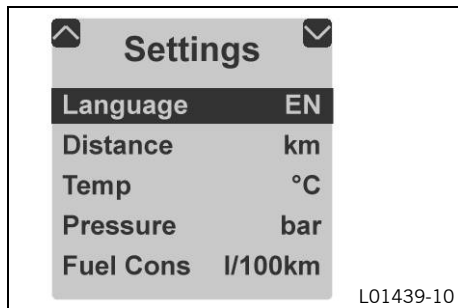 Settings
Language EN
Distance km
Temp °C
Pressure bar
Fuel Cons l/100km
L01439-10